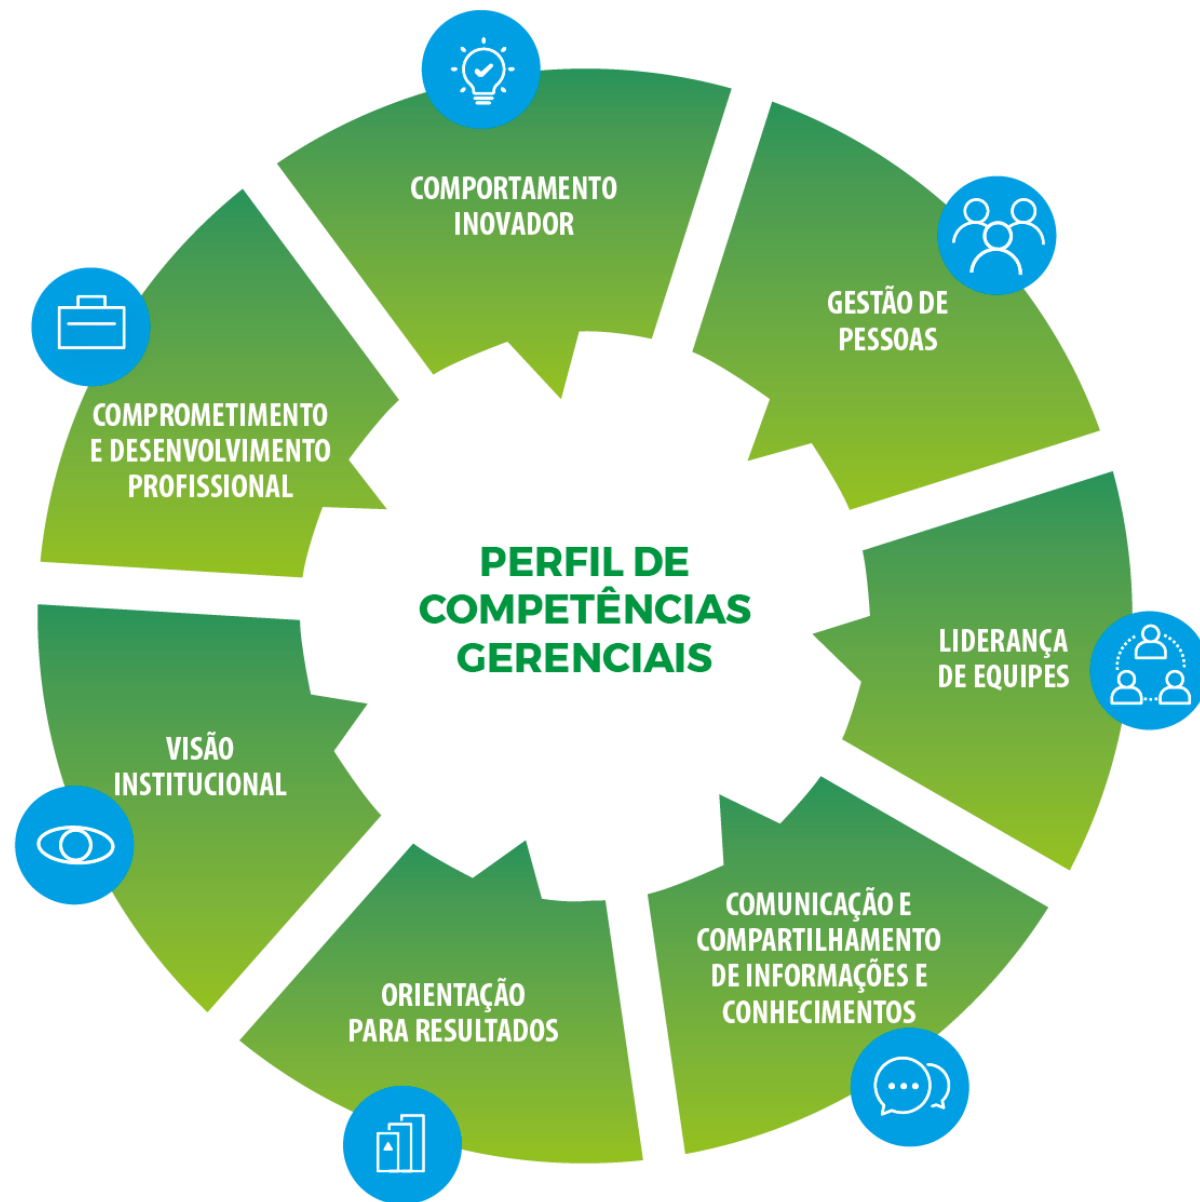 COMPORTAMENTO
INOVADOR
GESTÃO DE
PESSOAS
COMPROMETIMENTO
E DESENVOLVIMENTO
PROFISSIONAL
PERFIL DE
COMPETÊNCIAS
GERENCIAIS
LIDERANÇA
DE EQUIPES
VISÃO
INSTITUCIONAL
COMUNICAÇÃO E
COMPARTILHAMENTO
DE INFORMAÇÕES E
CONHECIMENTOS
ORIENTAÇÃO
PARA RESULTADOS